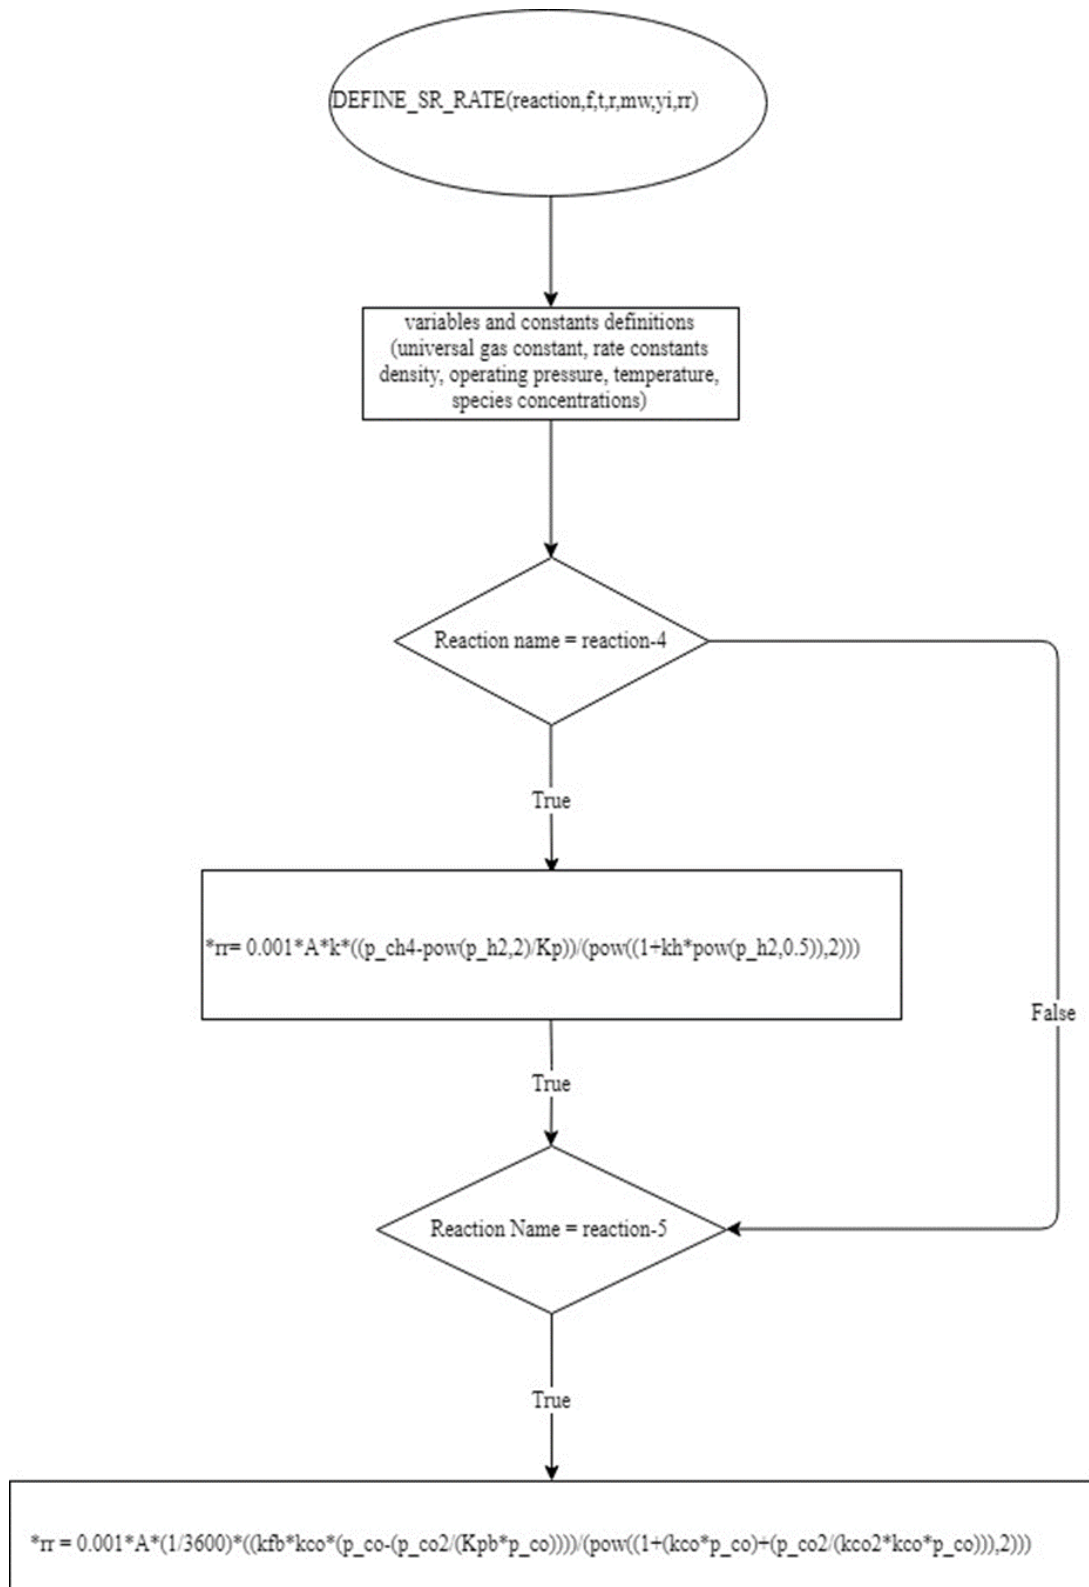 DEFINE_SR_RATE(reaction,f,t,r,mw,yi,rr)
variables and constants definitions
(universal gas constant, rate constants
density, operating pressure, temperature,
species concentrations)
Reaction name = reaction-4
True
*rr= 0.001*A*k*((p_ch4-pow(p_h2,2)/Kp))/(pow((1+kh*pow(p_h2,0.5)),2)))
False
True
Reaction Name = reaction-5
True
*rr = 0.001*A*(1/3600)*((kfb*kco*(p_co-(p_co2/(Kpb*p_co))))/(pow((1+(kco*p_co)+(p_co2/(kco2*kco*p_co))),2)))